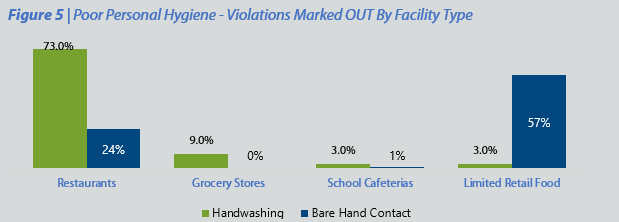 Figure 5 | Poor Personal Hygiene - Violations Marked OUT By Facility Type
73.0%
24%
9.0%
0%
3.0%
1%
3.0%
57%
Restaurants
Grocery Stores
School Cafeterias
Limited Retail Food
Handwashing
Bare Hand Contact